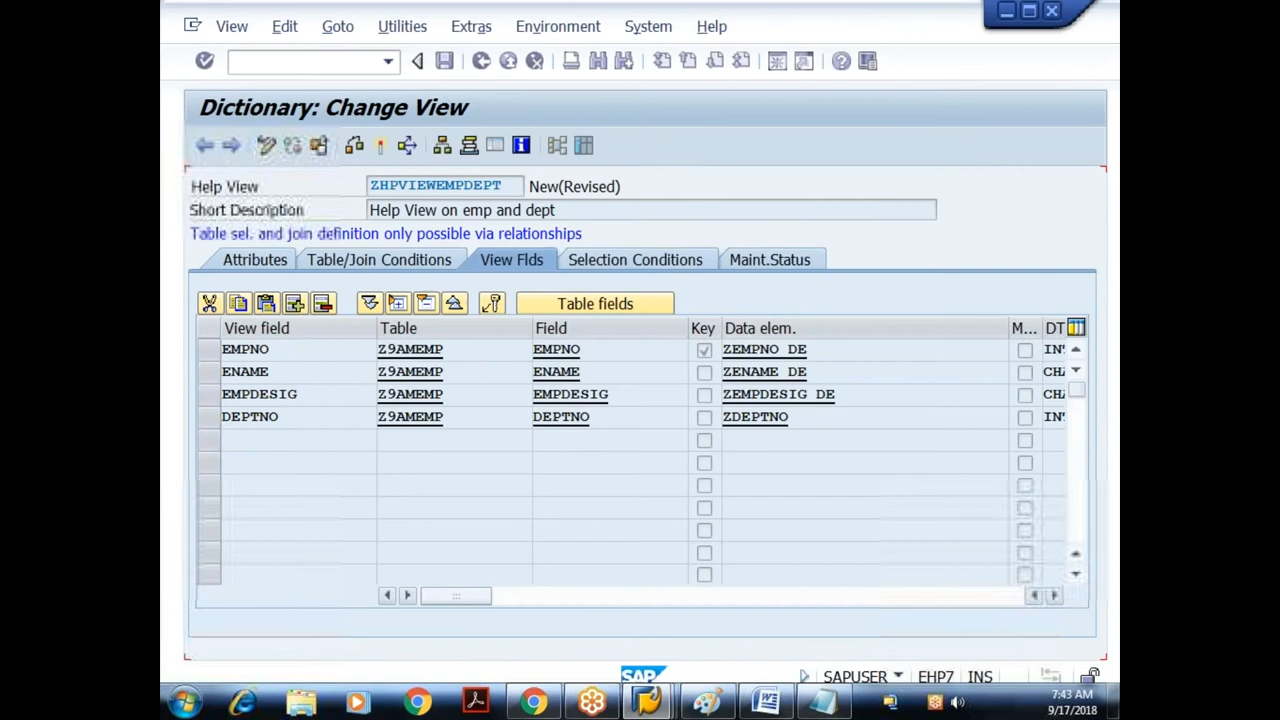 View Edit Goto Utilities Extras Environment System Help
Dictionary: Change View
Help View ZHPVIEWEMPDEPT New(Revised)
Short Description Help View on emp and dept
Table sel. and join definition only possible via relationships
Attributes Table/Join Conditions View Flds Selection Conditions Maint.Status
Table fields
View field Table Field Key Data elem. M... DT
EMPNO Z9AMEMP EMPNO ZEMPNO DE
ENAME Z9AMEMP ENAME ZENAME DE CHA
EMPDESIG Z9AMEMP EMPDESIG ZEMPDESIG DE CHA
DEPTNO Z9AMEMP DEPTNO ZDEPTNO
SAP SAPUSER EHP7 INS
7:43 AM
9/17/2018